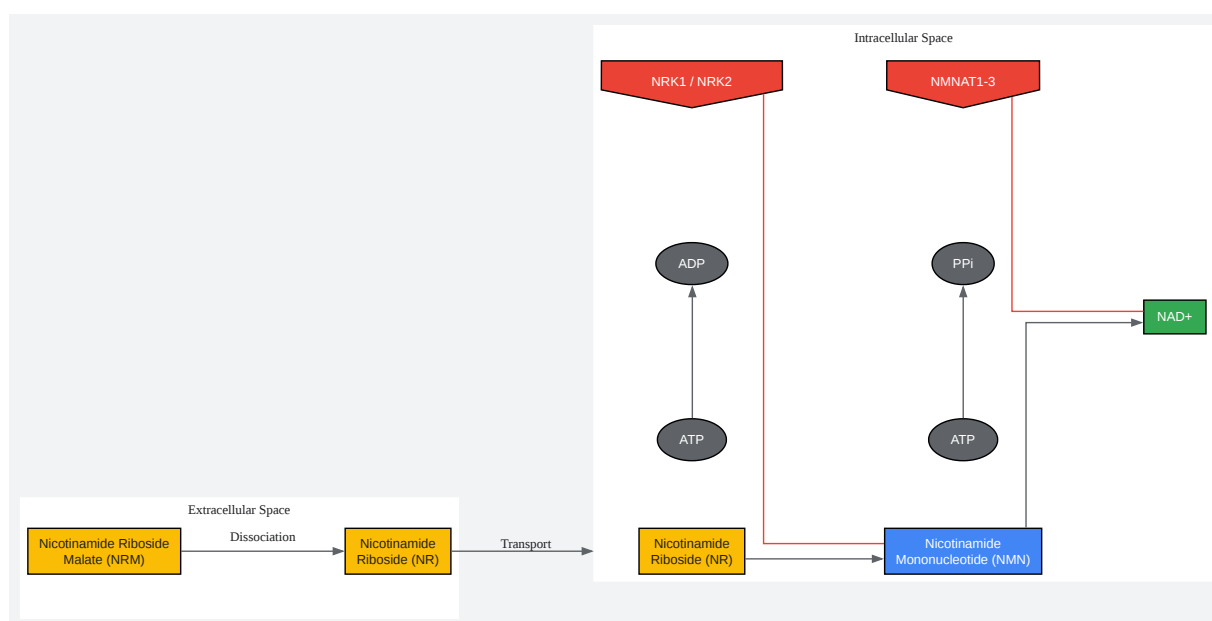 Intracellular Space
NRK1 / NRK2
NMNAT1-3
ADP
PPi
NAD+
ATP
ATP
Extracellular Space
Nicotinamide Riboside
Malate (NRM)
Dissociation
Nicotinamide
Riboside (NR)
Transport
Nicotinamide
Riboside (NR)
Nicotinamide
Mononucleotide (NMN)